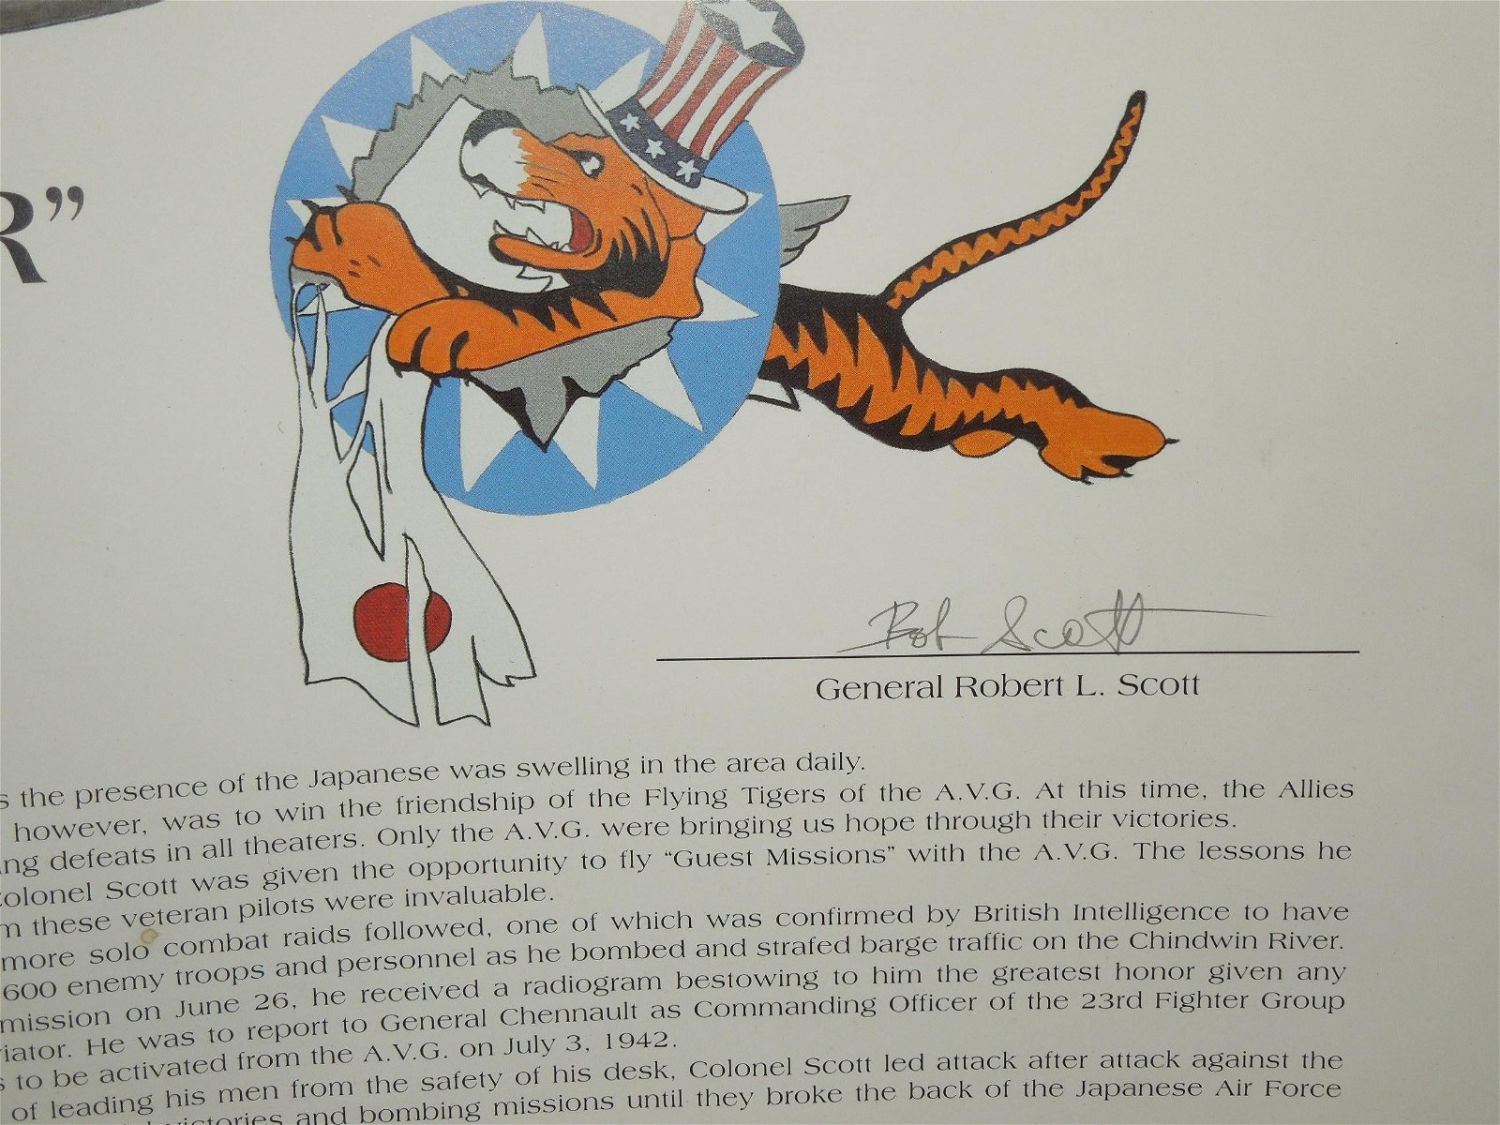 R”
Bob Scott
General Robert L. Scott
s the presence of the Japanese was swelling in the area daily.
however, was to win the friendship of the Flying Tigers of the A.V.G. At this time, the Allies
ing defeats in all theaters. Only the A.V.G. were bringing us hope through their victories.
Colonel Scott was given the opportunity to fly “Guest Missions” with the A.V.G. The lessons he
m these veteran pilots were invaluable.
more solo combat raids followed, one of which was confirmed by British Intelligence to have
600 enemy troops and personnel as he bombed and strafed barge traffic on the Chindwin River.
mission on June 26, he received a radiogram bestowing to him the greatest honor given any
viator. He was to report to General Chennault as Commanding Officer of the 23rd Fighter Group
s to be activated from the A.V.G. on July 3, 1942.
of leading his men from the safety of his desk, Colonel Scott led attack after attack against the
victories and bombing missions until they broke the back of the Japanese Air Force